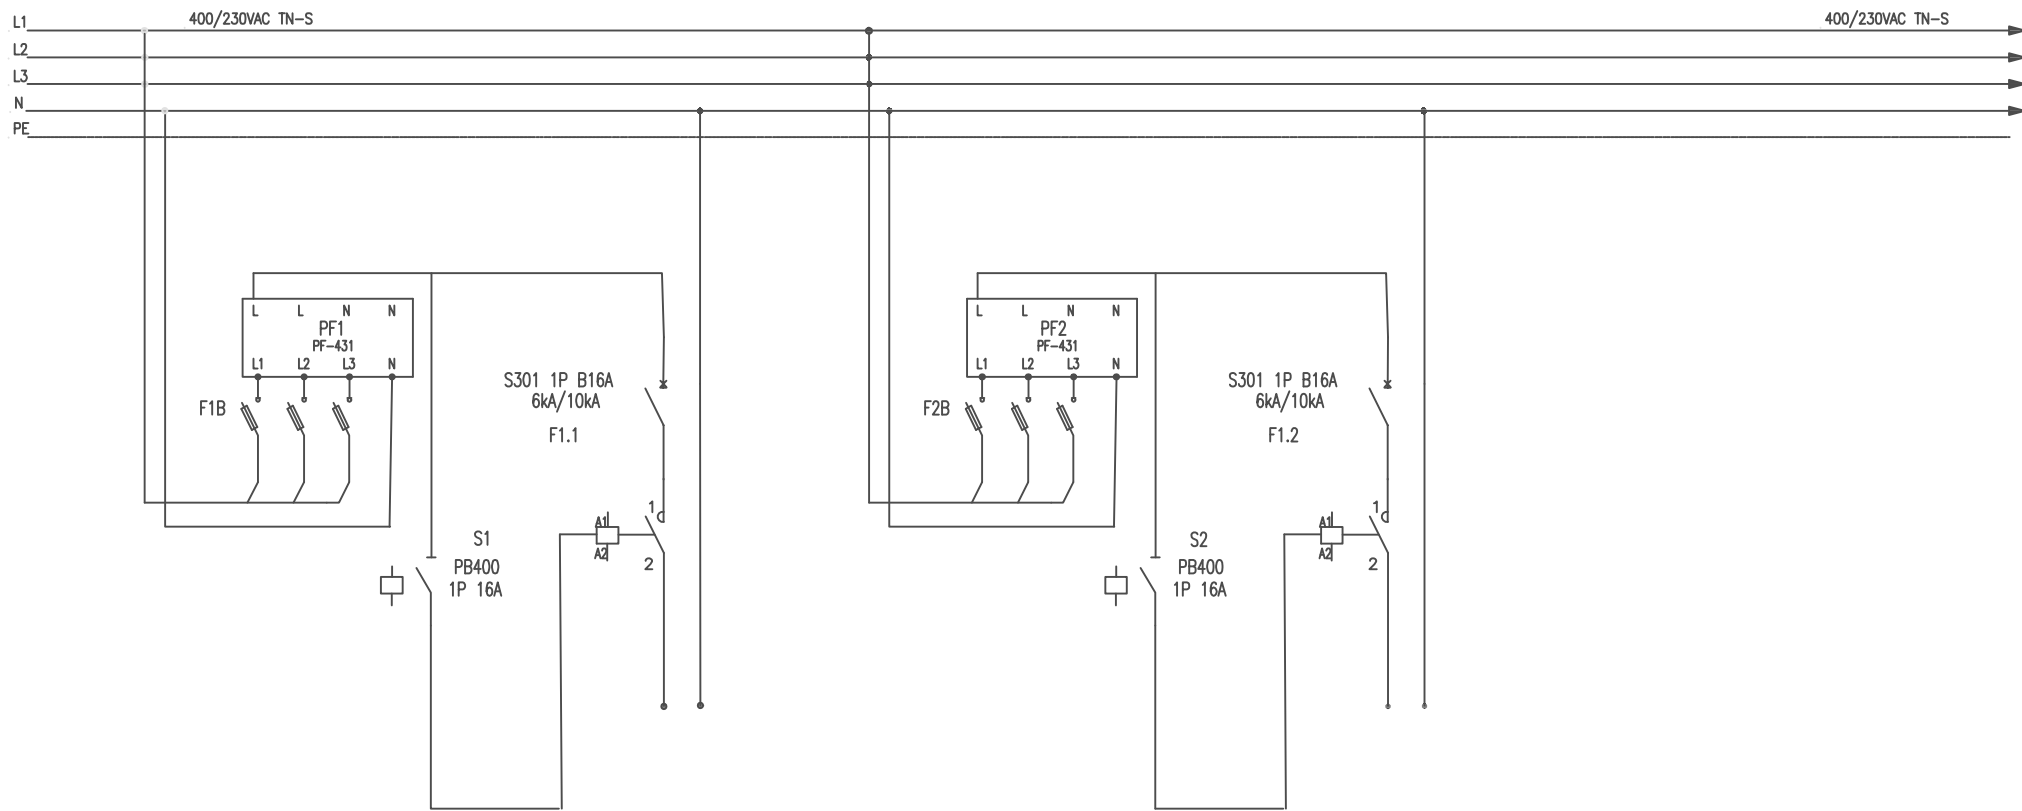 L1
400/230VAC TN-S
400/230VAC TN-S
L2
L3
N
PE
L L N N
PF1
PF-431
L1 L2 L3 N
F1B
S301 1P B16A
6kA/10kA
F1.1
1
A1
A2
2
S1
PB400
1P 16A
L L N N
PF2
PF-431
L1 L2 L3 N
F2B
S301 1P B16A
6kA/10kA
F1.2
1
A1
A2
2
S2
PB400
1P 16A